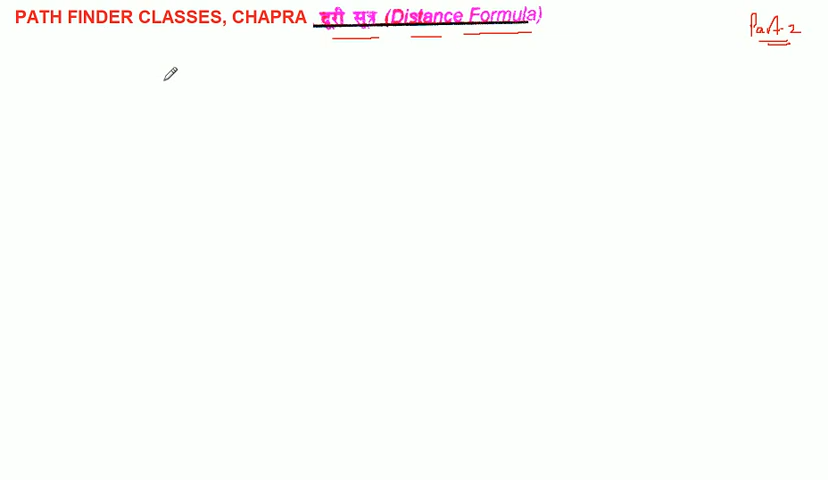 PATH FINDER CLASSES, CHAPRA दूरी सूत्र (Distance Formula)
Part-2